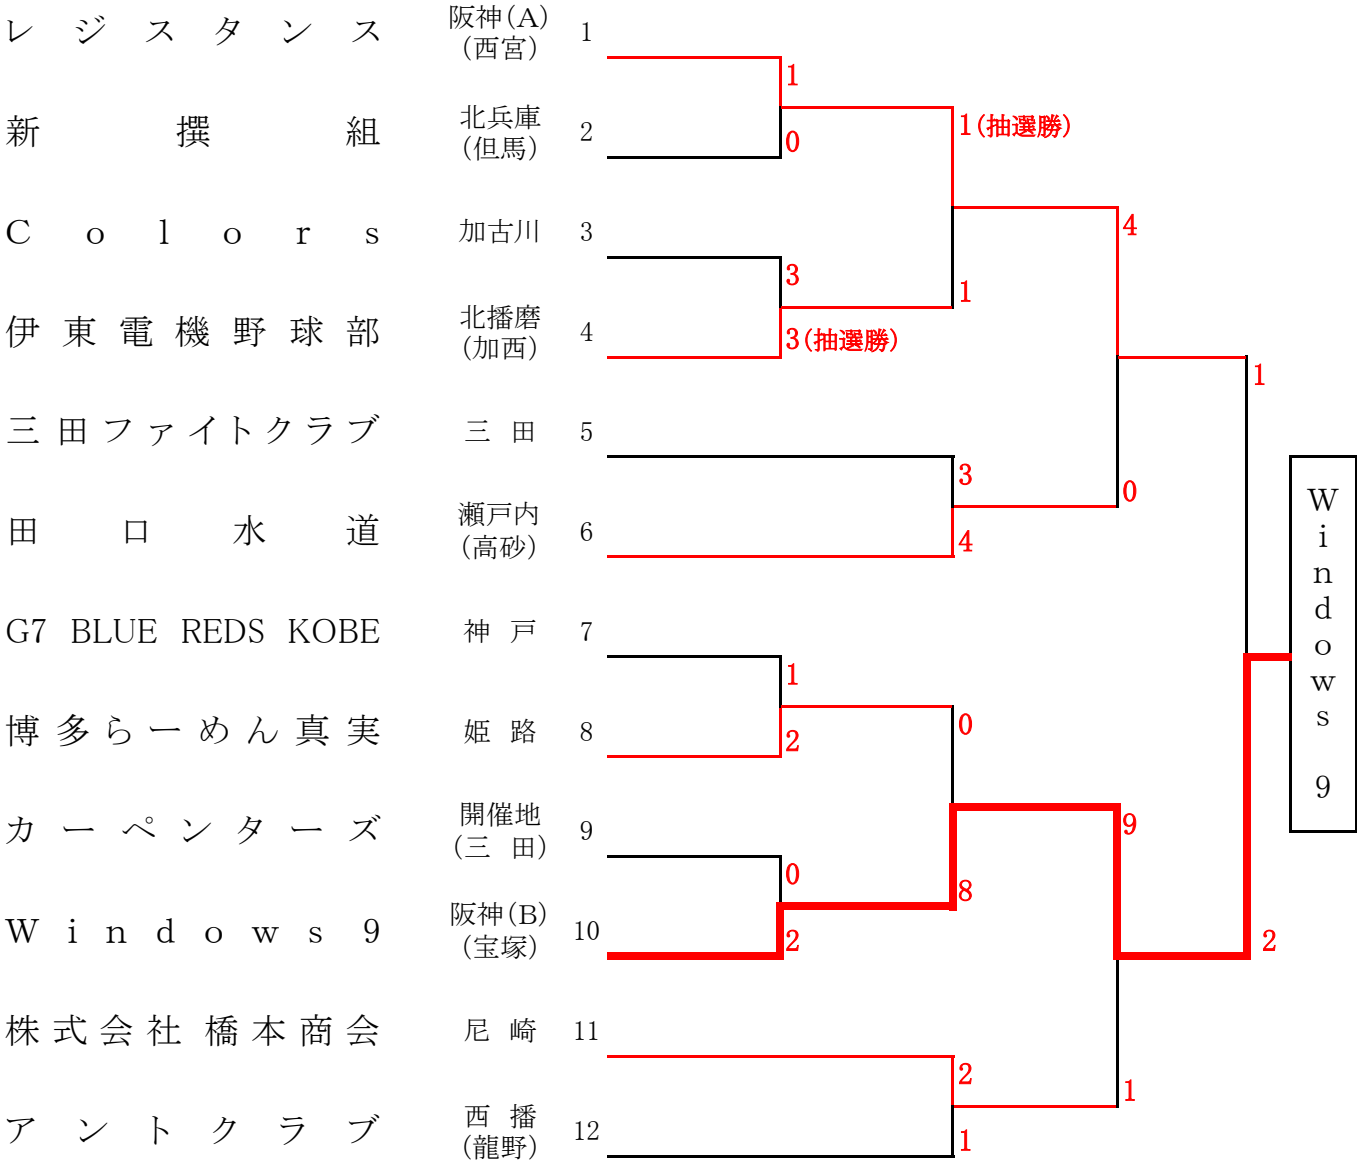 レジスタンス 阪神(A) (西宮) 1
1
新撰組 北兵庫 (但馬) 2
0
1(抽選勝)
Colors 加古川 3
4
3
1
伊東電機野球部 北播磨 (加西) 4
3(抽選勝)
1
三田ファイトクラブ 三田 5
3
0
田口水道 瀬戸内 (高砂) 6
4
Windows 9
G7 BLUE REDS KOBE 神戸 7
1
0
博多らーめん真実 姫路 8
2
カーペンターズ 開催地 (三田) 9
9
0
8
Windows9 阪神(B) (宝塚) 10
2
2
株式会社橋本商会 尼崎 11
2
1
アントクラブ 西播 (龍野) 12
1